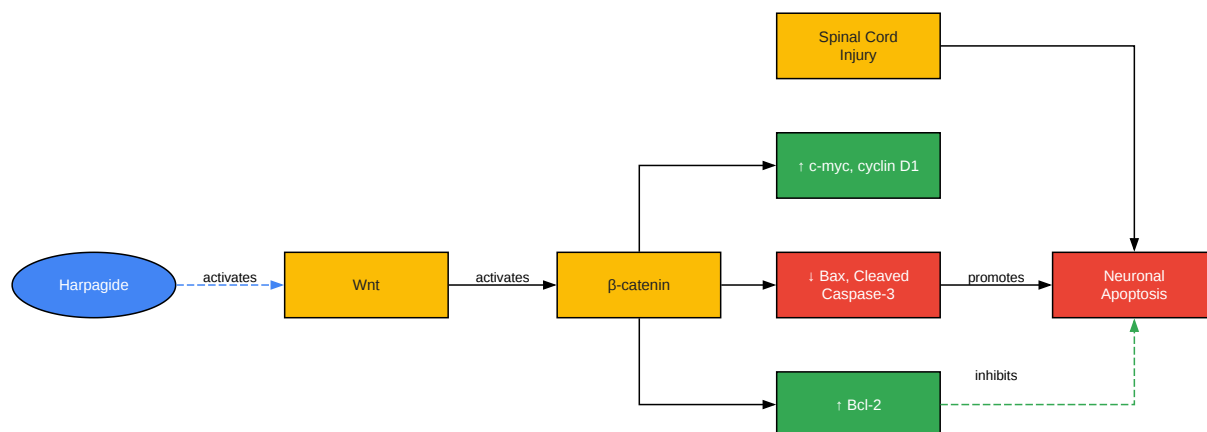 Spinal Cord
Injury
↑ c-myc, cyclin D1
Harpagide
activates
Wnt
activates
β-catenin
↓ Bax, Cleaved
Caspase-3
promotes
Neuronal
Apoptosis
inhibits
↑ Bcl-2